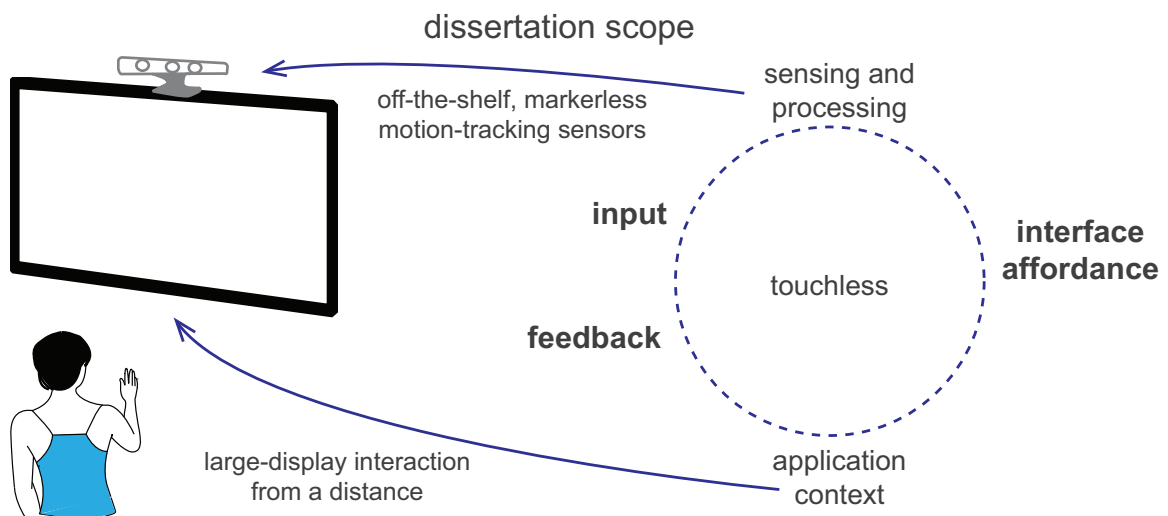 dissertation scope
off-the-shelf, markerless
motion-tracking sensors
sensing and
processing
input
interface
affordance
touchless
feedback
large-display interaction
from a distance
application
context